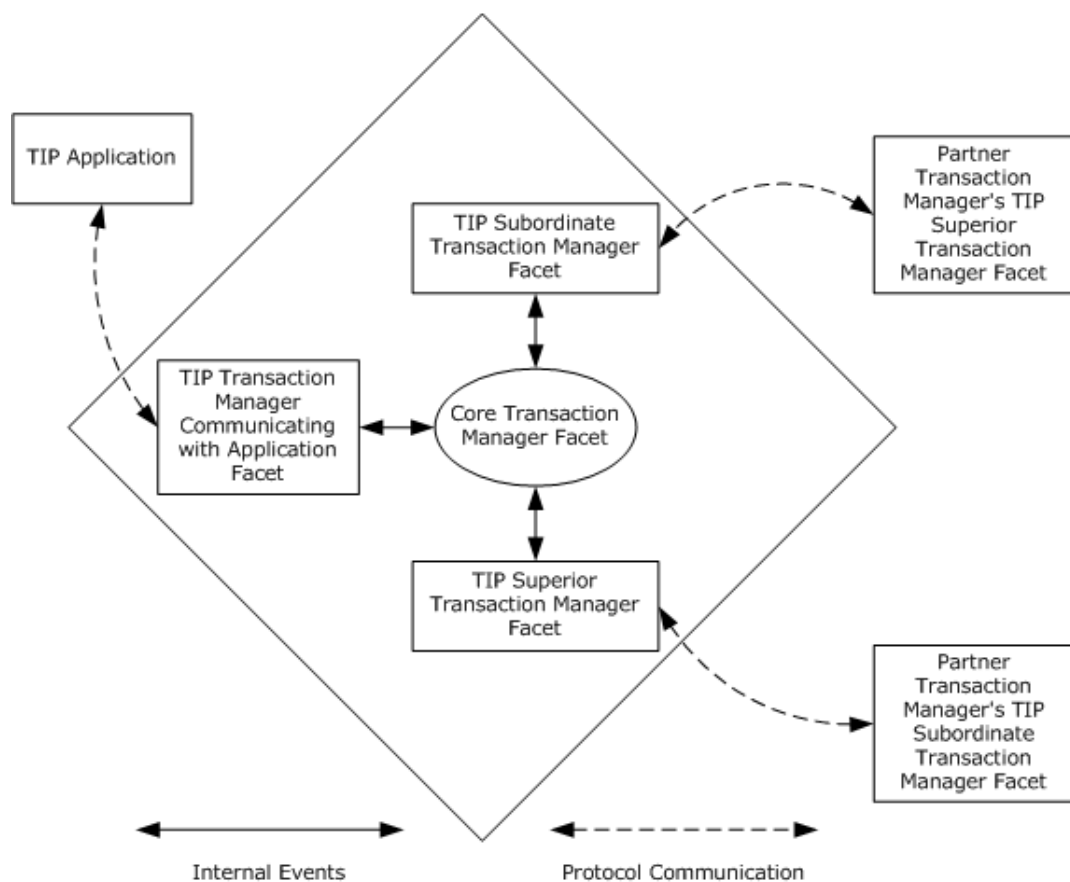 TIP Application
Partner
Transaction
Manager's TIP
Superior
Transaction
Manager Facet
TIP Subordinate
Transaction Manager
Facet
TIP Transaction
Manager
Communicating
with Application
Facet
Core Transaction
Manager Facet
TIP Superior
Transaction Manager
Facet
Partner
Transaction
Manager's TIP
Subordinate
Transaction
Manager Facet
Internal Events
Protocol Communication